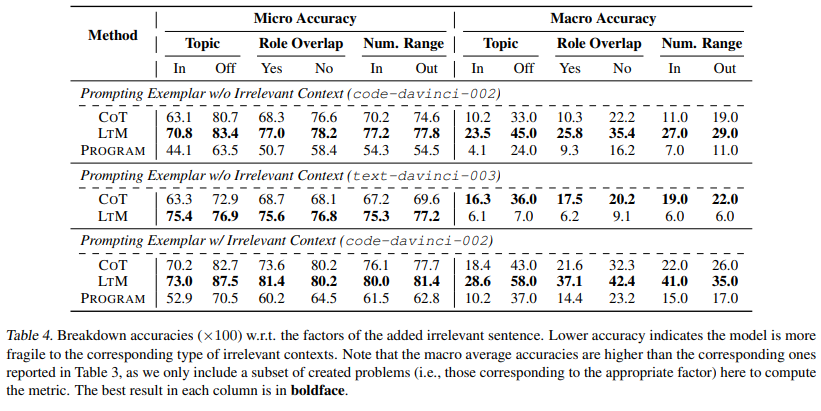 Micro Accuracy Macro Accuracy
Method
Topic Role Overlap Num. Range Topic Role Overlap Num. Range
In Off Yes No In Out In Off Yes No In Out
Prompting Exemplar w/o Irrelevant Context (code-davinci-002)
COT 63.1 80.7 68.3 76.6 70.2 74.6 10.2 33.0 10.3 22.2 11.0 19.0
LTM 70.8 83.4 77.0 78.2 77.2 77.8 23.5 45.0 25.8 35.4 27.0 29.0
PROGRAM 44.1 63.5 50.7 58.4 54.3 54.5 4.1 24.0 9.3 16.2 7.0 11.0
Prompting Exemplar w/o Irrelevant Context (text-davinci-003)
COT 63.3 72.9 68.7 68.1 67.2 69.6 16.3 36.0 17.5 20.2 19.0 22.0
LTM 75.4 76.9 75.6 76.8 75.3 77.2 6.1 7.0 6.2 9.1 6.0 6.0
Prompting Exemplar w/ Irrelevant Context (code-davinci-002)
COT 70.2 82.7 73.6 80.2 76.1 77.7 18.4 43.0 21.6 32.3 22.0 26.0
LTM 73.0 87.5 81.4 80.2 80.0 81.4 28.6 58.0 37.1 42.4 41.0 35.0
PROGRAM 52.9 70.5 60.2 64.5 61.5 62.8 10.2 37.0 14.4 23.2 15.0 17.0
Table 4. Breakdown accuracies (×100) w.r.t. the factors of the added irrelevant sentence. Lower accuracy indicates the model is more
fragile to the corresponding type of irrelevant contexts. Note that the macro average accuracies are higher than the corresponding ones
reported in Table 3, as we only include a subset of created problems (i.e., those corresponding to the appropriate factor) here to compute
the metric. The best result in each column is in boldface.